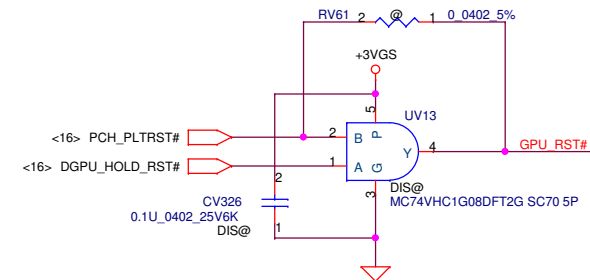 RV61 2 @ 1 0_0402_5%
+3VGS
5
UV13
<16> PCH_PLTRST# 2 B P
Y 4 GPU_RST#
<16> DGPU_HOLD_RST# 1 A G
2
3
DIS@
CV326
MC74VHC1G08DFT2G SC70 5P
0.1U_0402_25V6K
DIS@
1